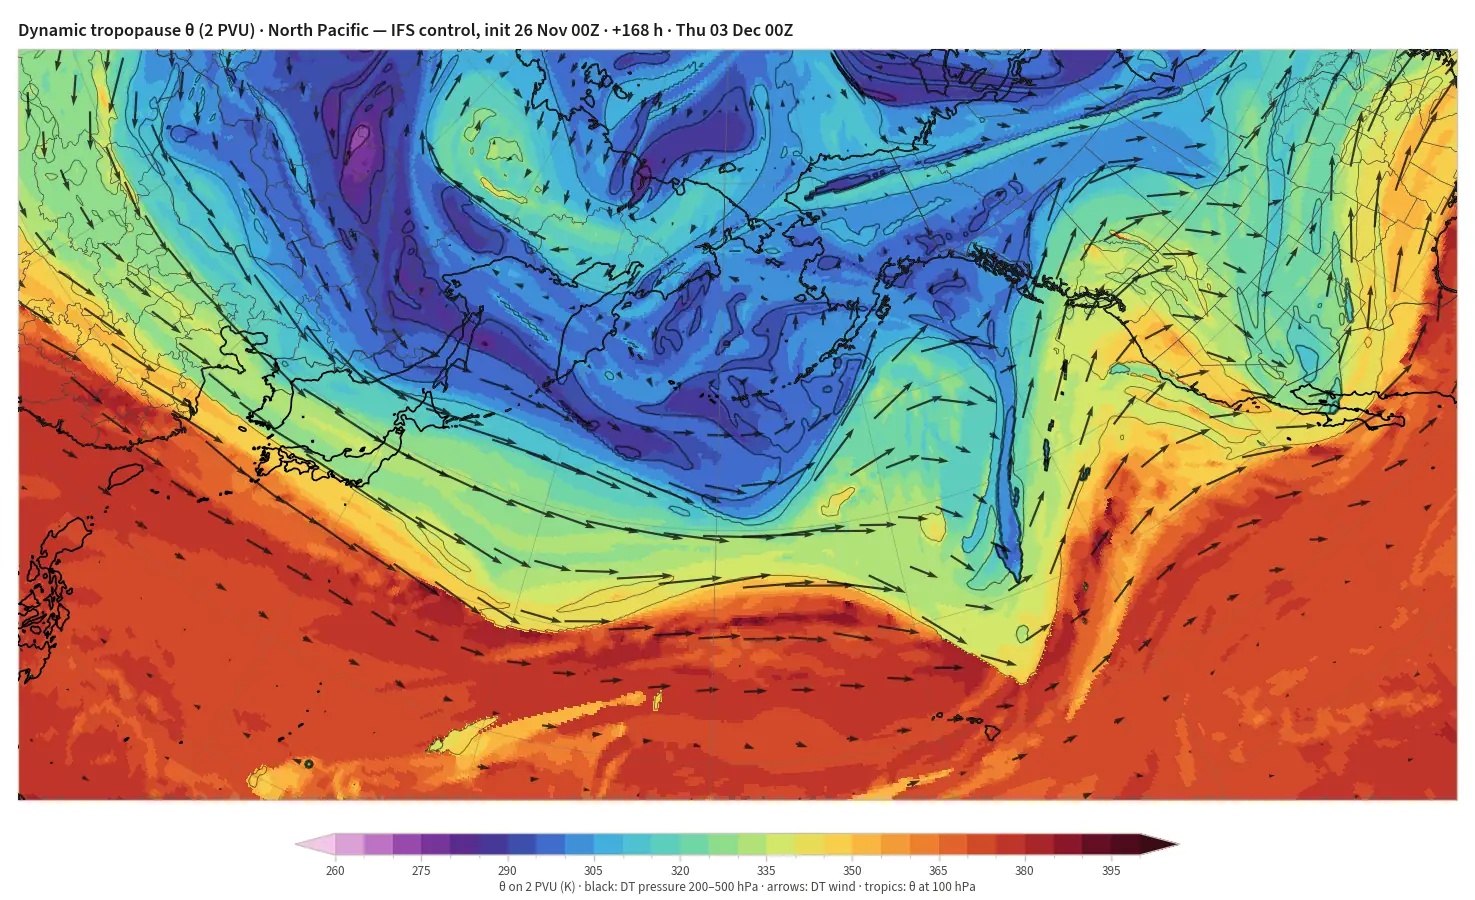 Dynamic tropopause θ (2 PVU) · North Pacific — IFS control, init 26 Nov 00Z · +168 h · Thu 03 Dec 00Z
260 275 290 305 320 335 350 365 380 395
θ on 2 PVU (K) · black: DT pressure 200–500 hPa · arrows: DT wind · tropics: θ at 100 hPa